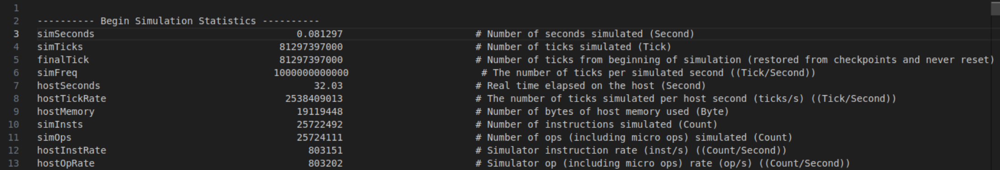 1
2 ---------- Begin Simulation Statistics ----------
3 simSeconds 0.081297 # Number of seconds simulated (Second)
4 simTicks 81297397000 # Number of ticks simulated (Tick)
5 finalTick 81297397000 # Number of ticks from beginning of simulation (restored from checkpoints and never reset)
6 simFreq 1000000000000 # The number of ticks per simulated second ((Tick/Second))
7 hostSeconds 32.03 # Real time elapsed on the host (Second)
8 hostTickRate 2538409013 # The number of ticks simulated per host second (ticks/s) ((Tick/Second))
9 hostMemory 19119448 # Number of bytes of host memory used (Byte)
10 simInsts 25722492 # Number of instructions simulated (Count)
11 simOps 25724111 # Number of ops (including micro ops) simulated (Count)
12 hostInstRate 803151 # Simulator instruction rate (inst/s) ((Count/Second))
13 hostOpRate 803202 # Simulator op (including micro ops) rate (op/s) ((Count/Second))